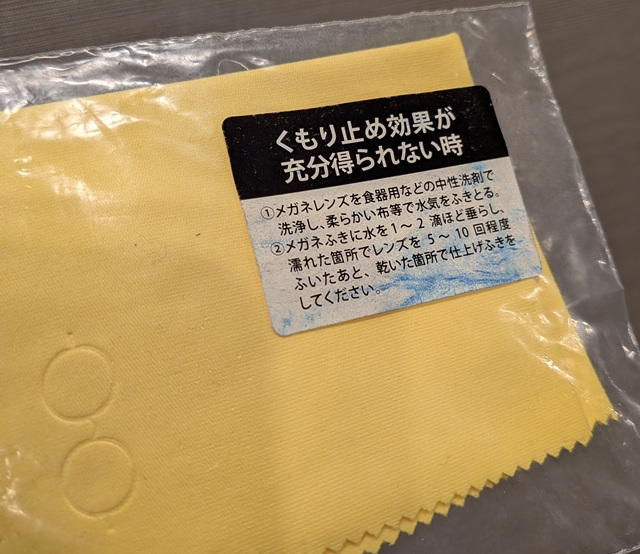 くもり止め効果が
充分得られない時
①メガネレンズを食器用などの中性洗剤で
洗浄し、柔らかい布等で水気をふきとる。
②メガネふきに水を1～2 滴ほど垂らし、
濡れた箇所でレンズを 5～10 回程度
ふいたあと、乾いた箇所で仕上げふきを
してください。